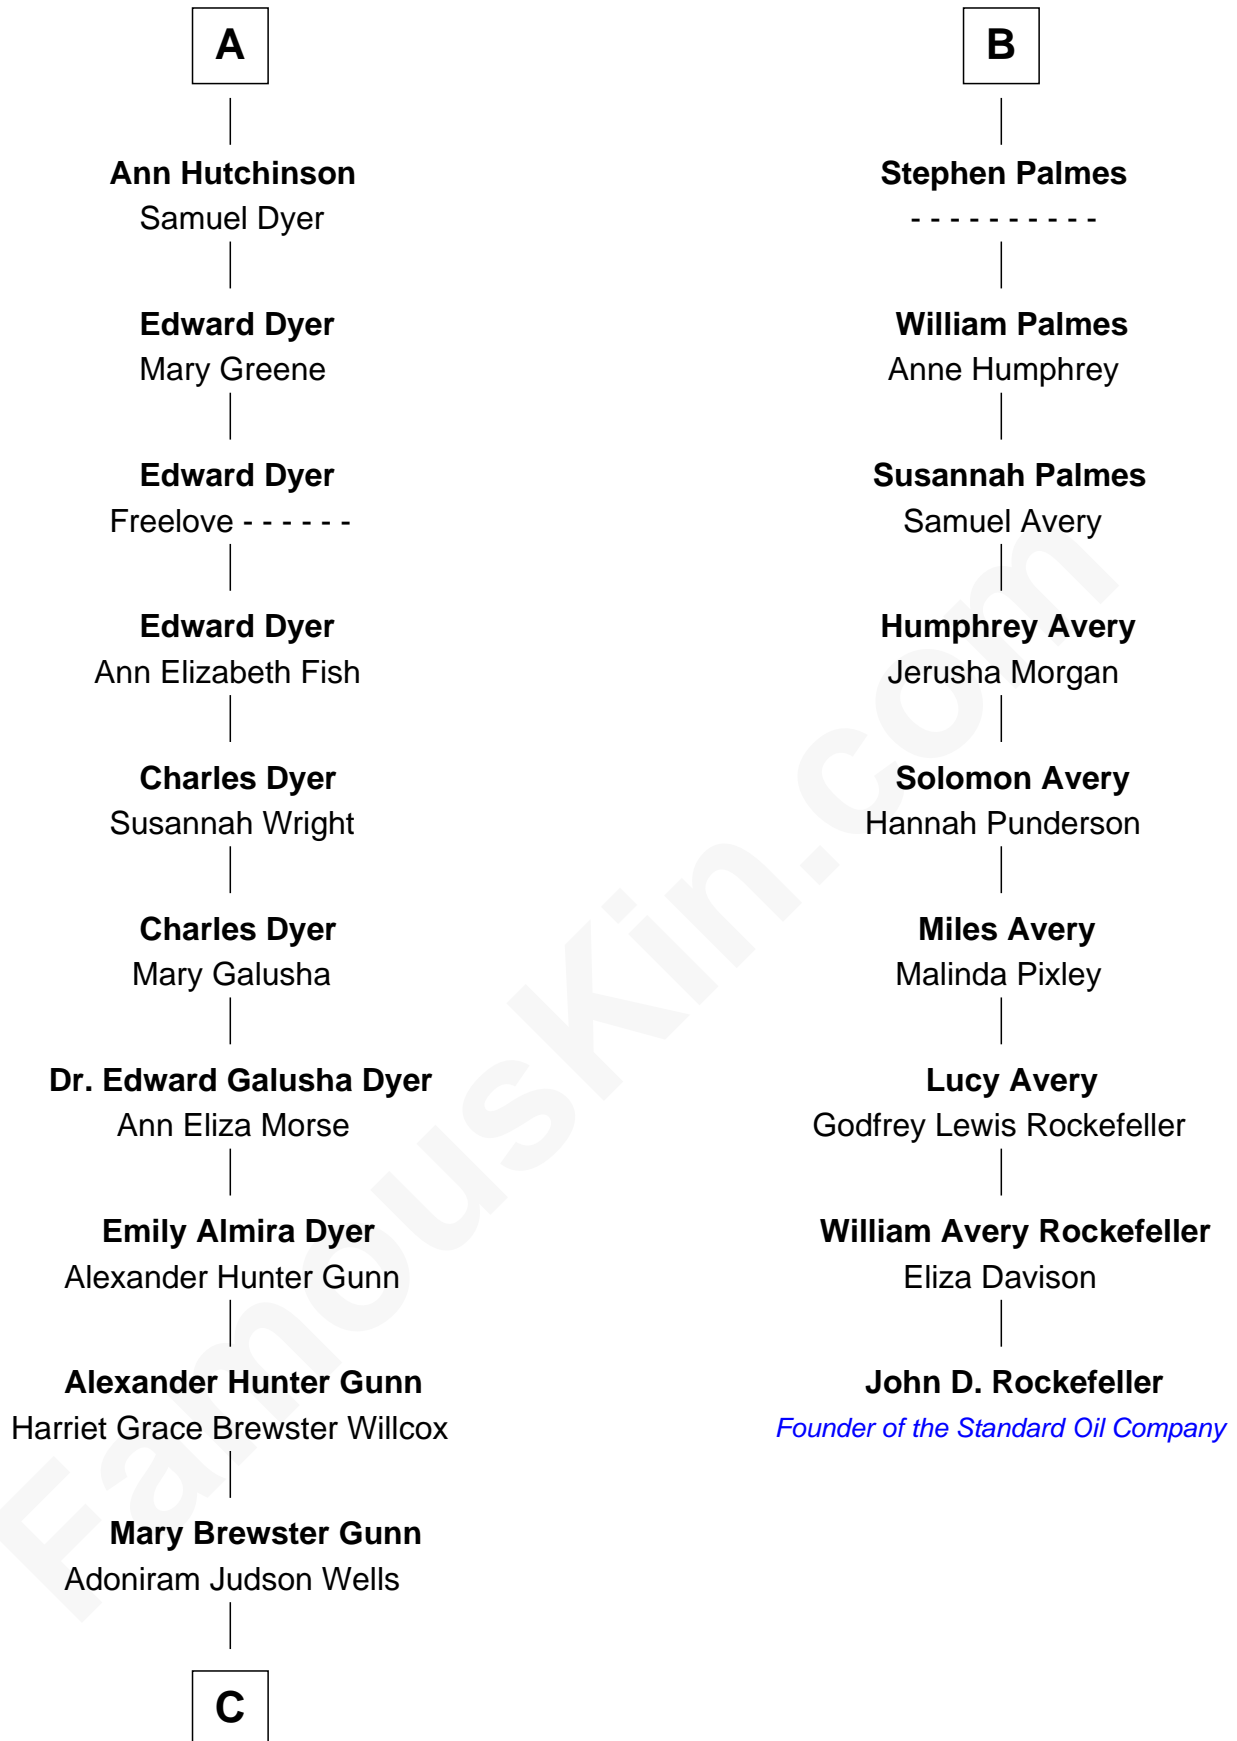 A
Ann Hutchinson
Samuel Dyer
Edward Dyer
Mary Greene
Edward Dyer
Freelove - - - - - -
Edward Dyer
Ann Elizabeth Fish
Charles Dyer
Susannah Wright
Charles Dyer
Mary Galusha
Dr. Edward Galusha Dyer
Ann Eliza Morse
Emily Almira Dyer
Alexander Hunter Gunn
Alexander Hunter Gunn
Harriet Grace Brewster Willcox
Mary Brewster Gunn
Adoniram Judson Wells
C
B
Stephen Palmes
- - - - - - - - - -
William Palmes
Anne Humphrey
Susannah Palmes
Samuel Avery
Humphrey Avery
Jerusha Morgan
Solomon Avery
Hannah Punderson
Miles Avery
Malinda Pixley
Lucy Avery
Godfrey Lewis Rockefeller
William Avery Rockefeller
Eliza Davison
John D. Rockefeller
Founder of the Standard Oil Company
FamousKin.com